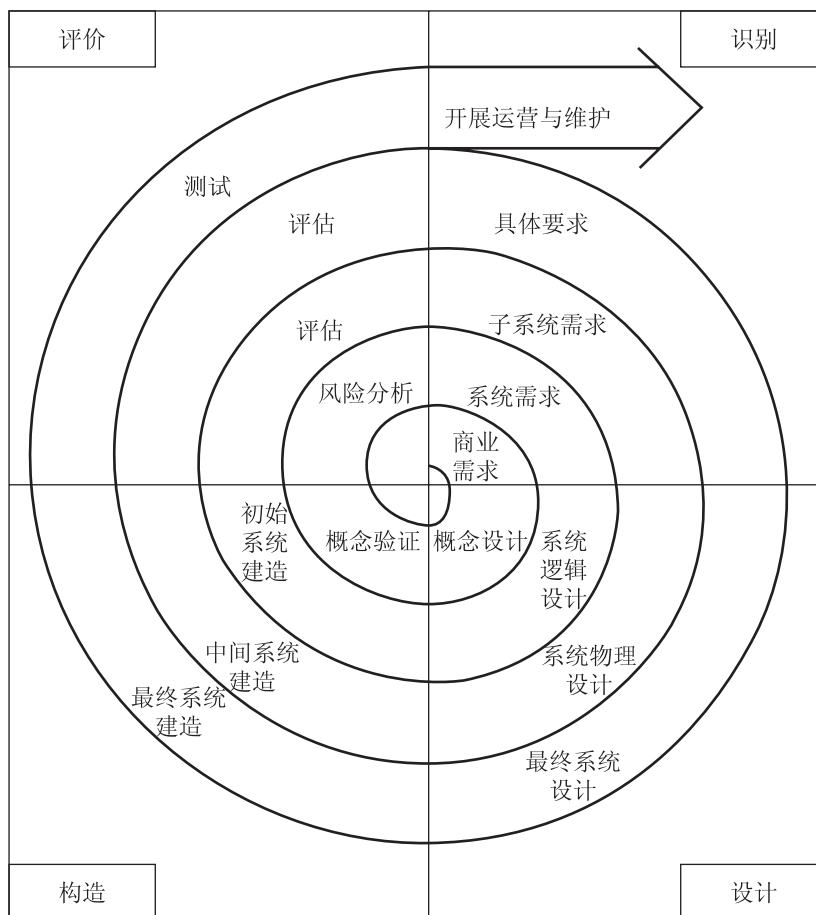 评价
识别
开展运营与维护
测试
评估
具体要求
评估
子系统需求
风险分析
系统需求
商业
需求
初始
系统
建造
概念验证
概念设计
系统
逻辑
设计
中间系统
建造
系统物理
设计
最终系统
建造
最终系统
设计
构造
设计